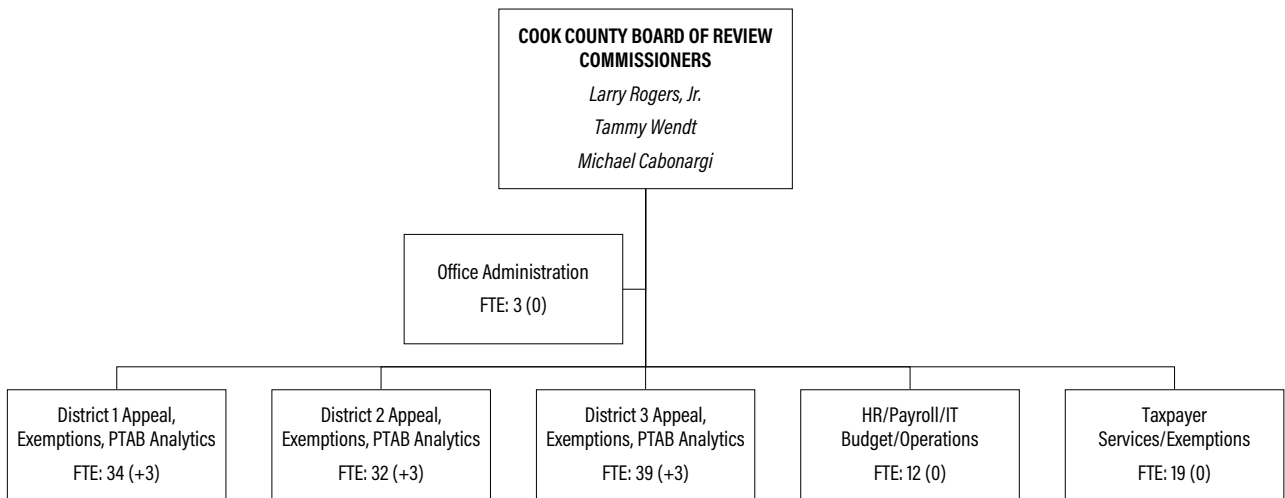 COOK COUNTY BOARD OF REVIEW
COMMISSIONERS
Larry Rogers, Jr.
Tammy Wendt
Michael Cabonargi
Office Administration
FTE: 3 (0)
District 1 Appeal,
Exemptions, PTAB Analytics
FTE: 34 (+3)
District 2 Appeal,
Exemptions, PTAB Analytics
FTE: 32 (+3)
District 3 Appeal,
Exemptions, PTAB Analytics
FTE: 39 (+3)
HR/Payroll/IT
Budget/Operations
FTE: 12 (0)
Taxpayer
Services/Exemptions
FTE: 19 (0)